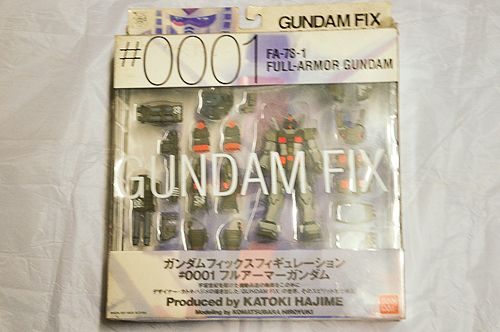 GUNDAM FIX
#0001
FA-78-1
FULL-ARMOR GUNDAM
GUNDAM FIX
ガンダムフィックスフィギュレーション
#0001 フルアーマーガンダム
Produced by KATOKI HAJIME
Modeling by KOMATSUBARA HIROYUKI